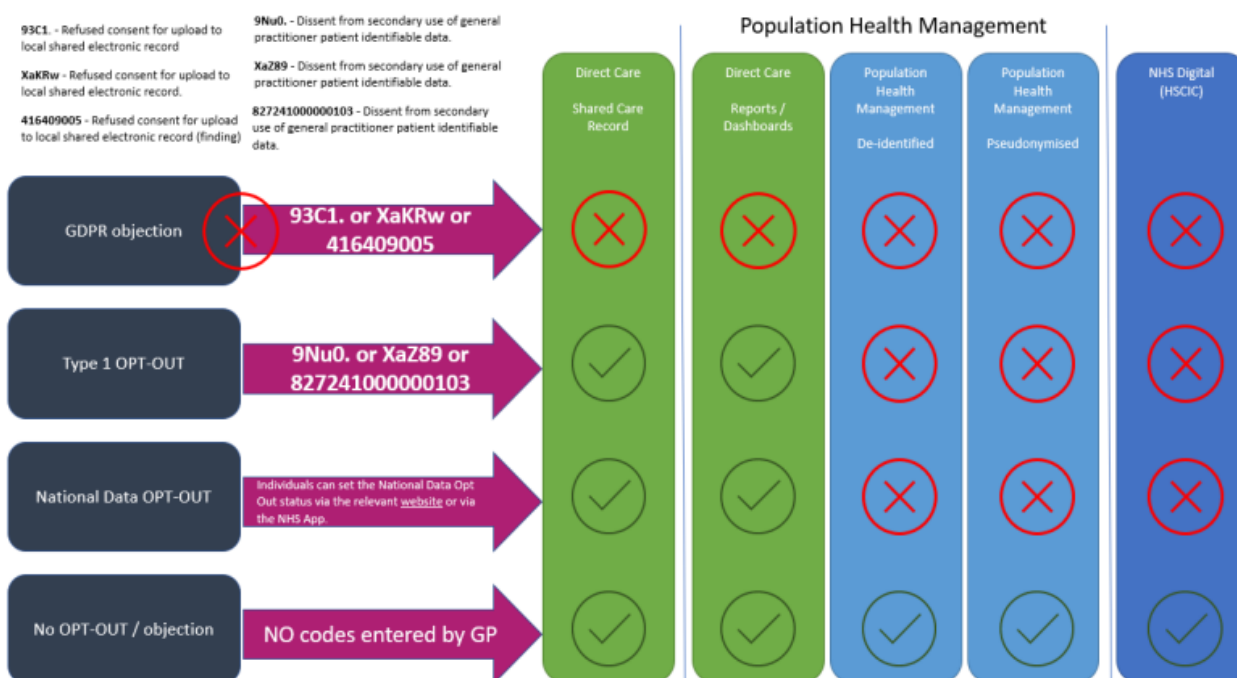 93C1. - Refused consent for upload to
local shared electronic record
XaKRw - Refused consent for upload to
local shared electronic record.
416409005 - Refused consent for upload
to local shared electronic record (finding)
9Nu0. - Dissent from secondary use of general
practitioner patient identifiable data.
XaZ89 - Dissent from secondary use of general
practitioner patient identifiable data.
827241000000103 - Dissent from secondary
use of general practitioner patient identifiable
data.
Population Health Management
Direct Care
Shared Care
Record
Direct Care
Reports /
Dashboards
Population
Health
Management
De-identified
Population
Health
Management
Pseudonymised
NHS Digital
(HSCIC)
GDPR objection
93C1. or XaKRw or
416409005
Type 1 OPT-OUT
9Nu0. or XaZ89 or
827241000000103
National Data OPT-OUT
Individuals can set the National Data Opt
Out status via the relevant website or via
the NHS App.
No OPT-OUT / objection
NO codes entered by GP